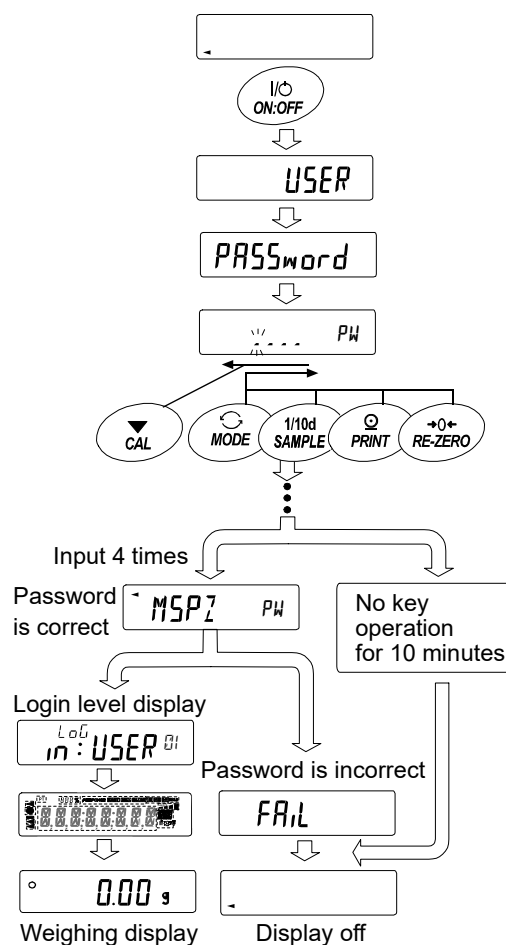 I/
ON:OFF
USER
PASSword
PW
CAL
MODE
1/10d
SAMPLE
PRINT
→0←
RE-ZERO
Input 4 times
Password
is correct
MSPZ PW
No key
operation
for 10 minutes
Login level display
LoG
in:USER 01
Password is incorrect
FAiL
0.00 g
Weighing display
Display off